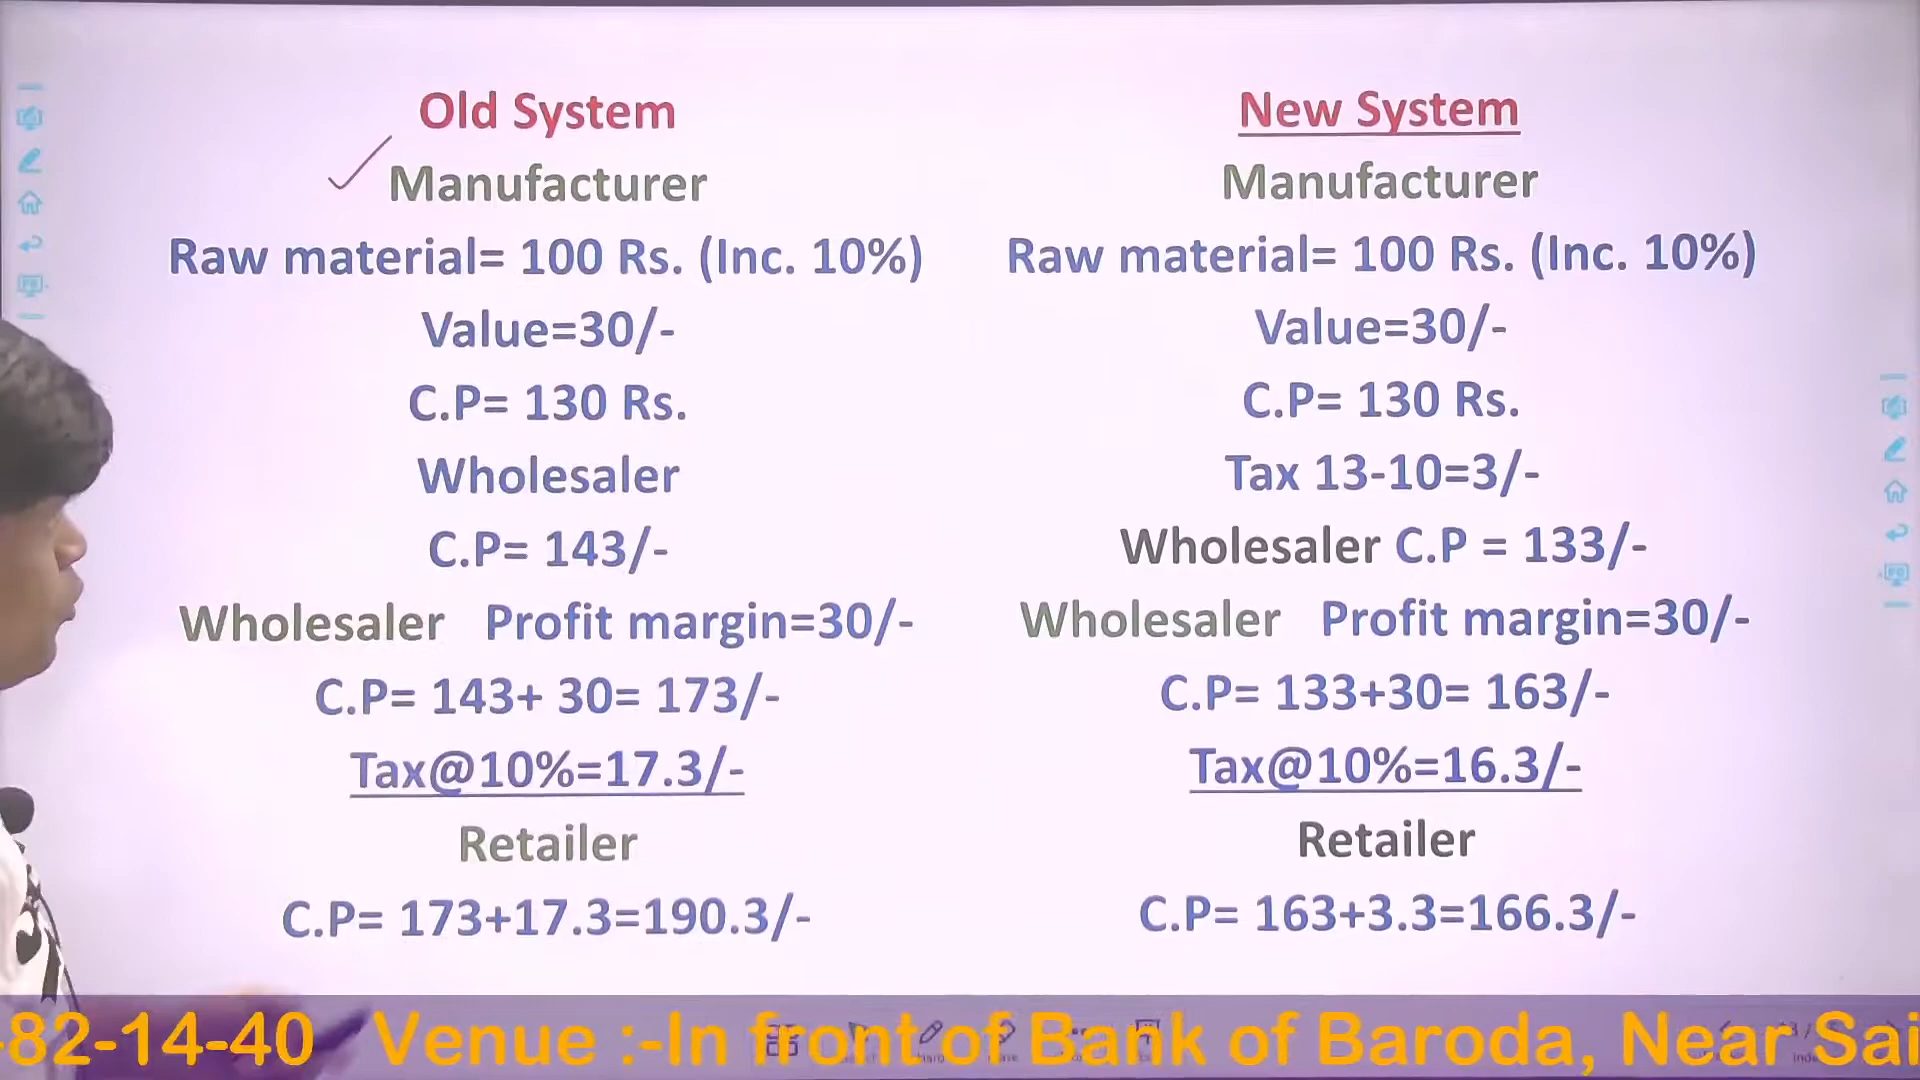 Old System
Manufacturer
Raw material= 100 Rs. (Inc. 10%)
Value=30/-
C.P= 130 Rs.
Wholesaler
C.P= 143/-
Wholesaler Profit margin=30/-
C.P= 143+ 30= 173/-
Tax@10%=17.3/-
Retailer
C.P= 173+17.3=190.3/-
New System
Manufacturer
Raw material= 100 Rs. (Inc. 10%)
Value=30/-
C.P= 130 Rs.
Tax 13-10=3/-
Wholesaler C.P = 133/-
Wholesaler Profit margin=30/-
C.P= 133+30= 163/-
Tax@10%=16.3/-
Retailer
C.P= 163+3.3=166.3/-
-82-14-40 Venue :-In front of Bank of Baroda, Near Sai